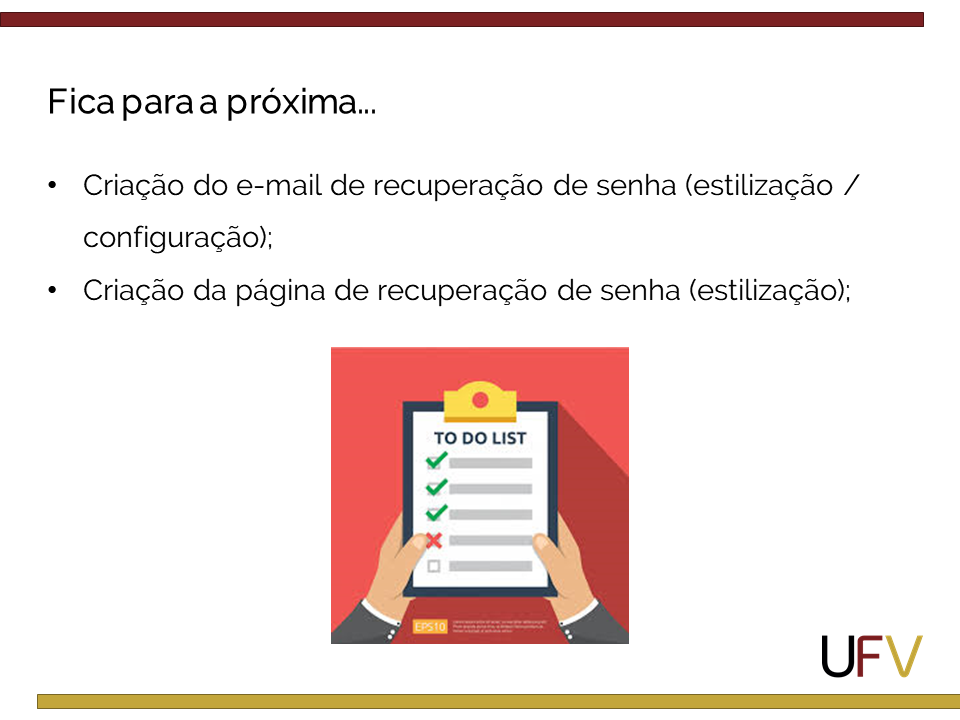 Fica para a próxima...
• Criação do e-mail de recuperação de senha (estilização /
configuração);
• Criação da página de recuperação de senha (estilização);
TO DO LIST
EPS10
UFV